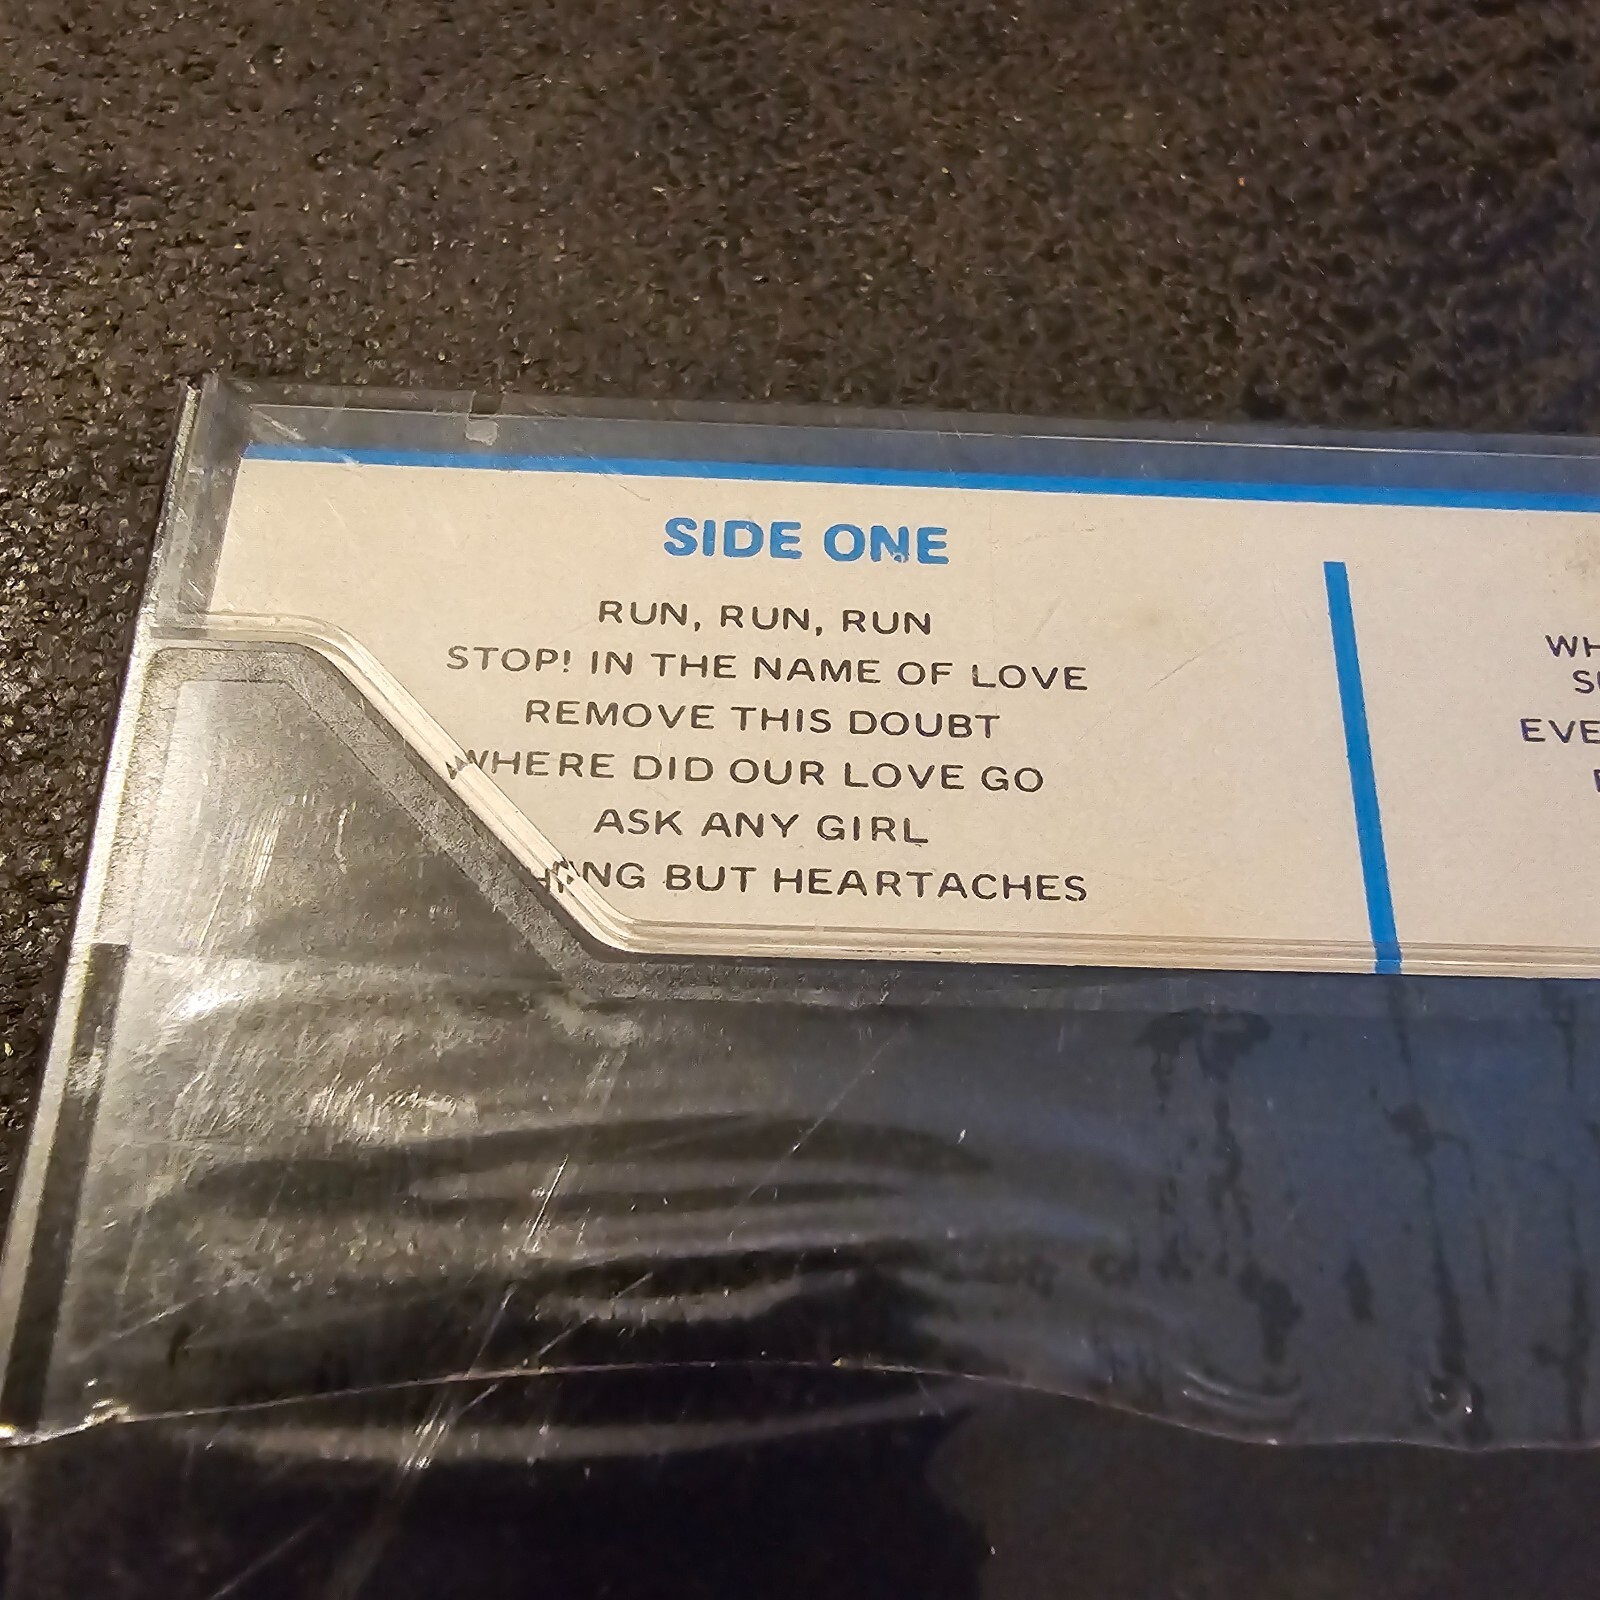 SIDE ONE
RUN, RUN, RUN
STOP! IN THE NAME OF LOVE
REMOVE THIS DOUBT
WHERE DID OUR LOVE GO
ASK ANY GIRL
BUT HEARTACHES